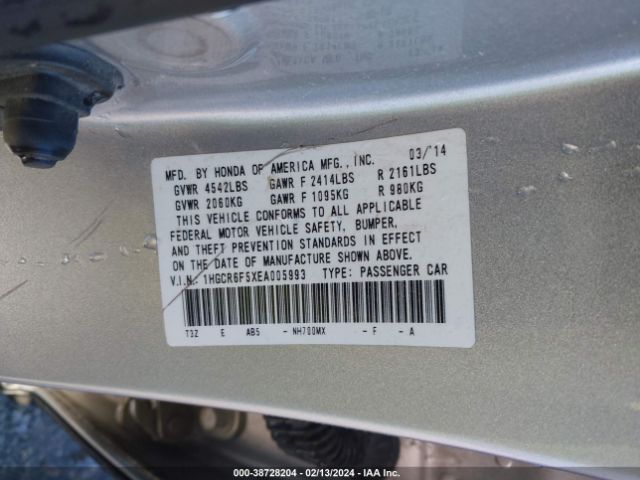 MFD. BY HONDA OF AMERICA MFG., INC. 03/'14
GVWR 4542LBS GAWR F 2414LBS R 2161LBS
GVWR 2060KG GAWR F 1095KG R 980KG
THIS VEHICLE CONFORMS TO ALL APPLICABLE
FEDERAL MOTOR VEHICLE SAFETY, BUMPER,
AND THEFT PREVENTION STANDARDS IN EFFECT
ON THE DATE OF MANUFACTURE SHOWN ABOVE.
V.I.N.: 1HGCR6F5XEA005993 TYPE: PASSENGER CAR
T3Z E AB5 - NH700MX - F - A
000-38728204 - 02/13/2024 - IAA Inc.